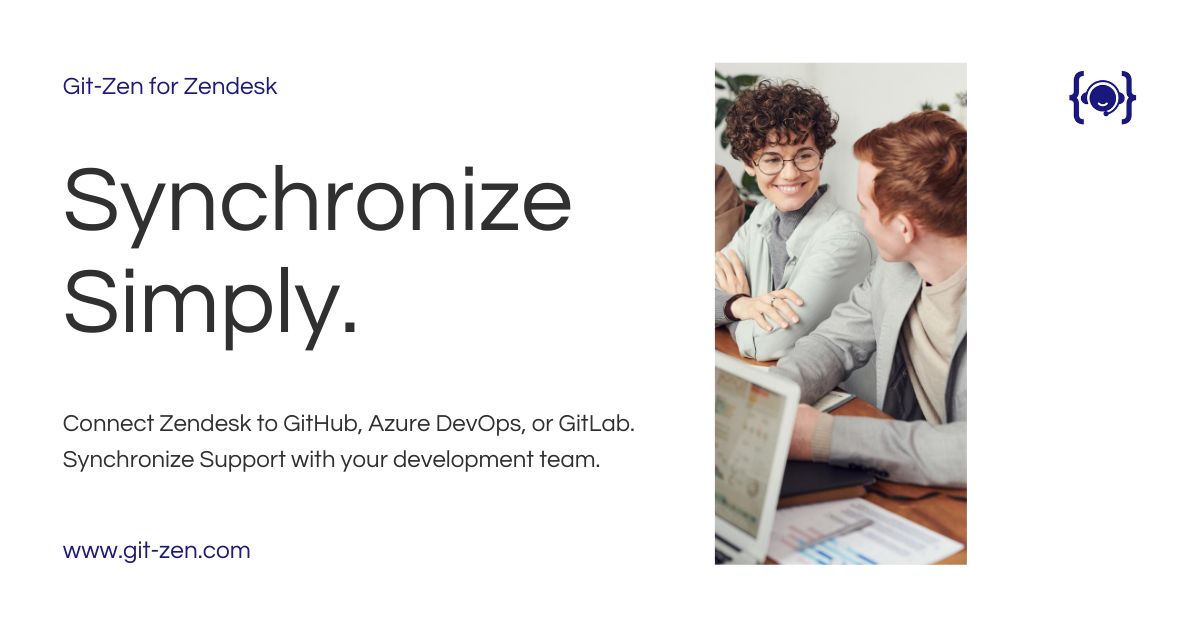 Git-Zen for Zendesk
Synchronize
Simply.
Connect Zendesk to GitHub, Azure DevOps, or GitLab.
Synchronize Support with your development team.
www.git-zen.com